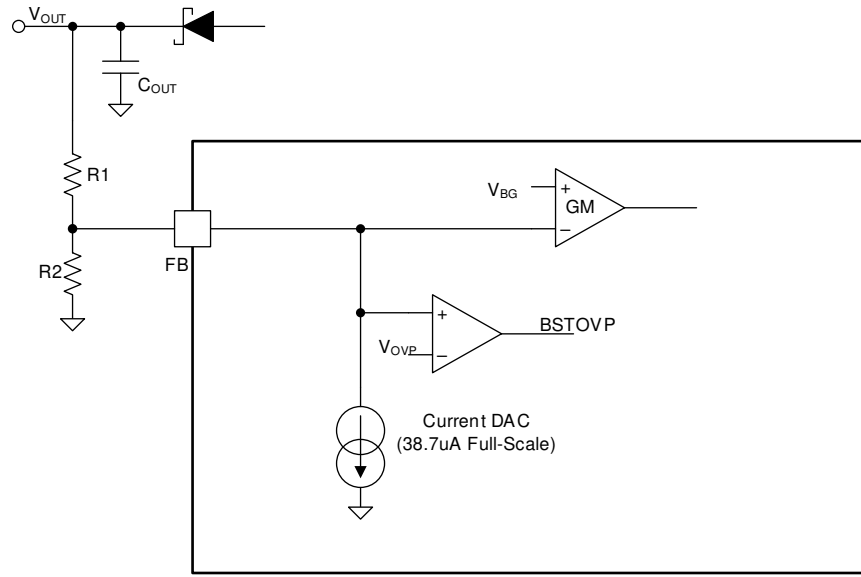 VOUT
COUT
R1
VBG
+
GM
−
FB
R2
+
VOVP
−
BSTOVP
Current DAC
(38.7uA Full-Scale)